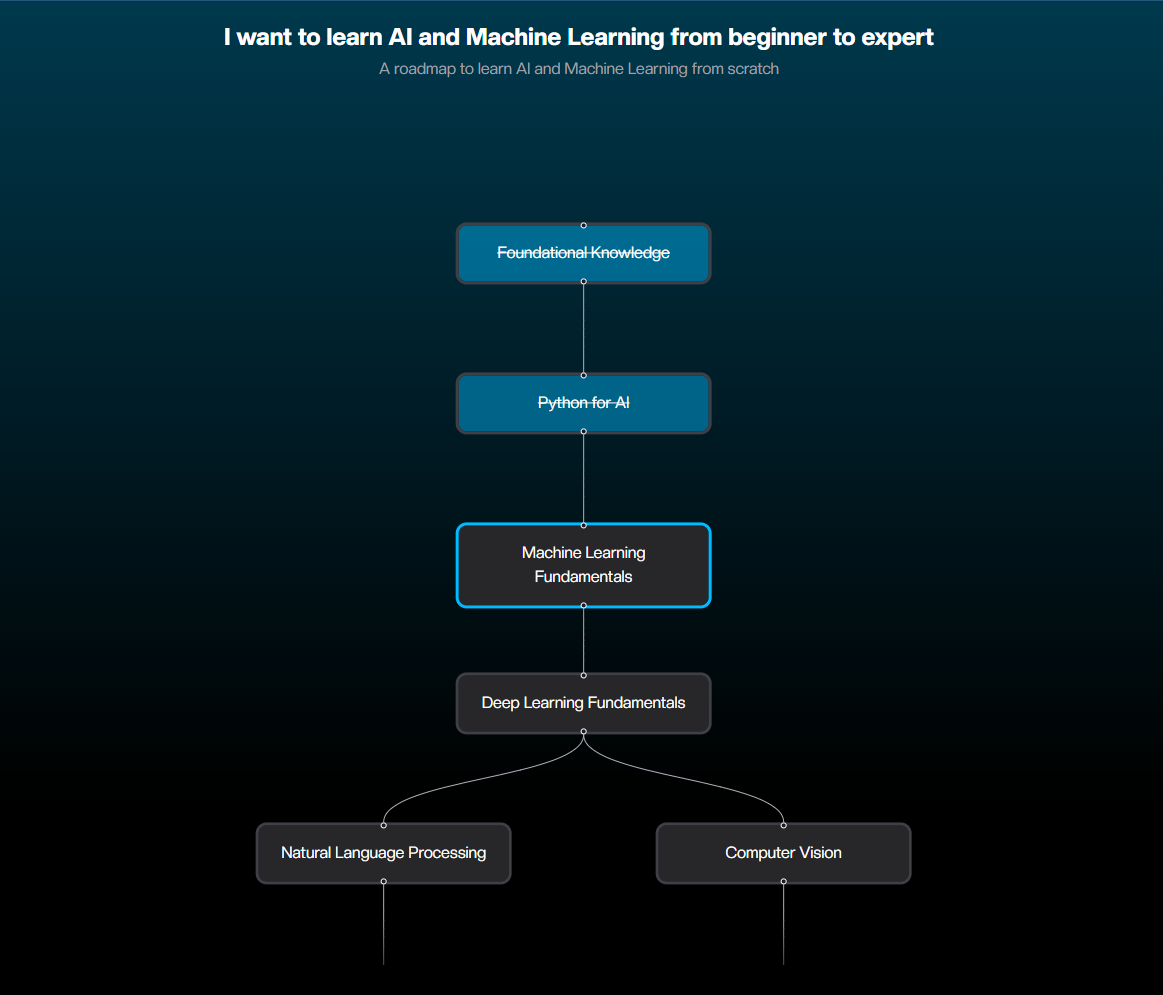 I want to learn AI and Machine Learning from beginner to expert
A roadmap to learn AI and Machine Learning from scratch
Foundational Knowledge
Python for AI
Machine Learning
Fundamentals
Deep Learning Fundamentals
Natural Language Processing
Computer Vision